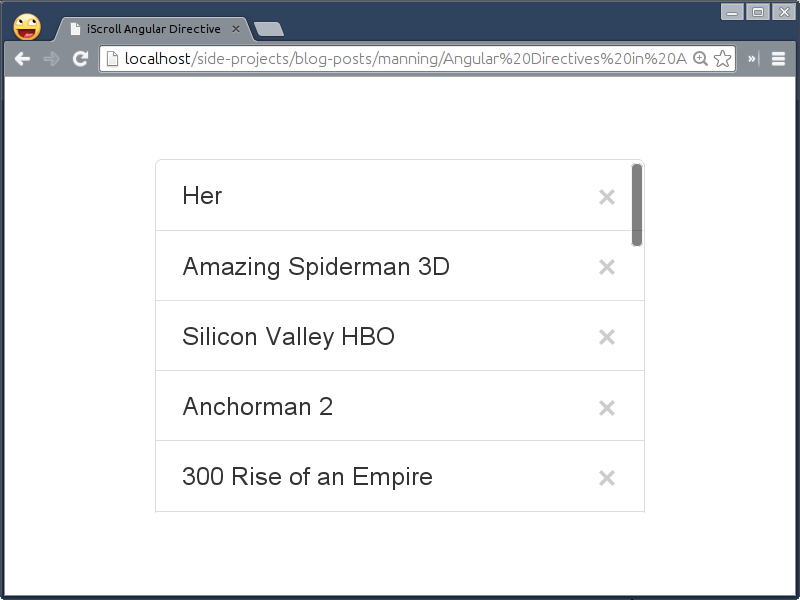 iScroll Angular Directive
localhost/side-projects/blog-posts/manning/Angular%20Directives%20in%20A
Her
Amazing Spiderman 3D
Silicon Valley HBO
Anchorman 2
300 Rise of an Empire